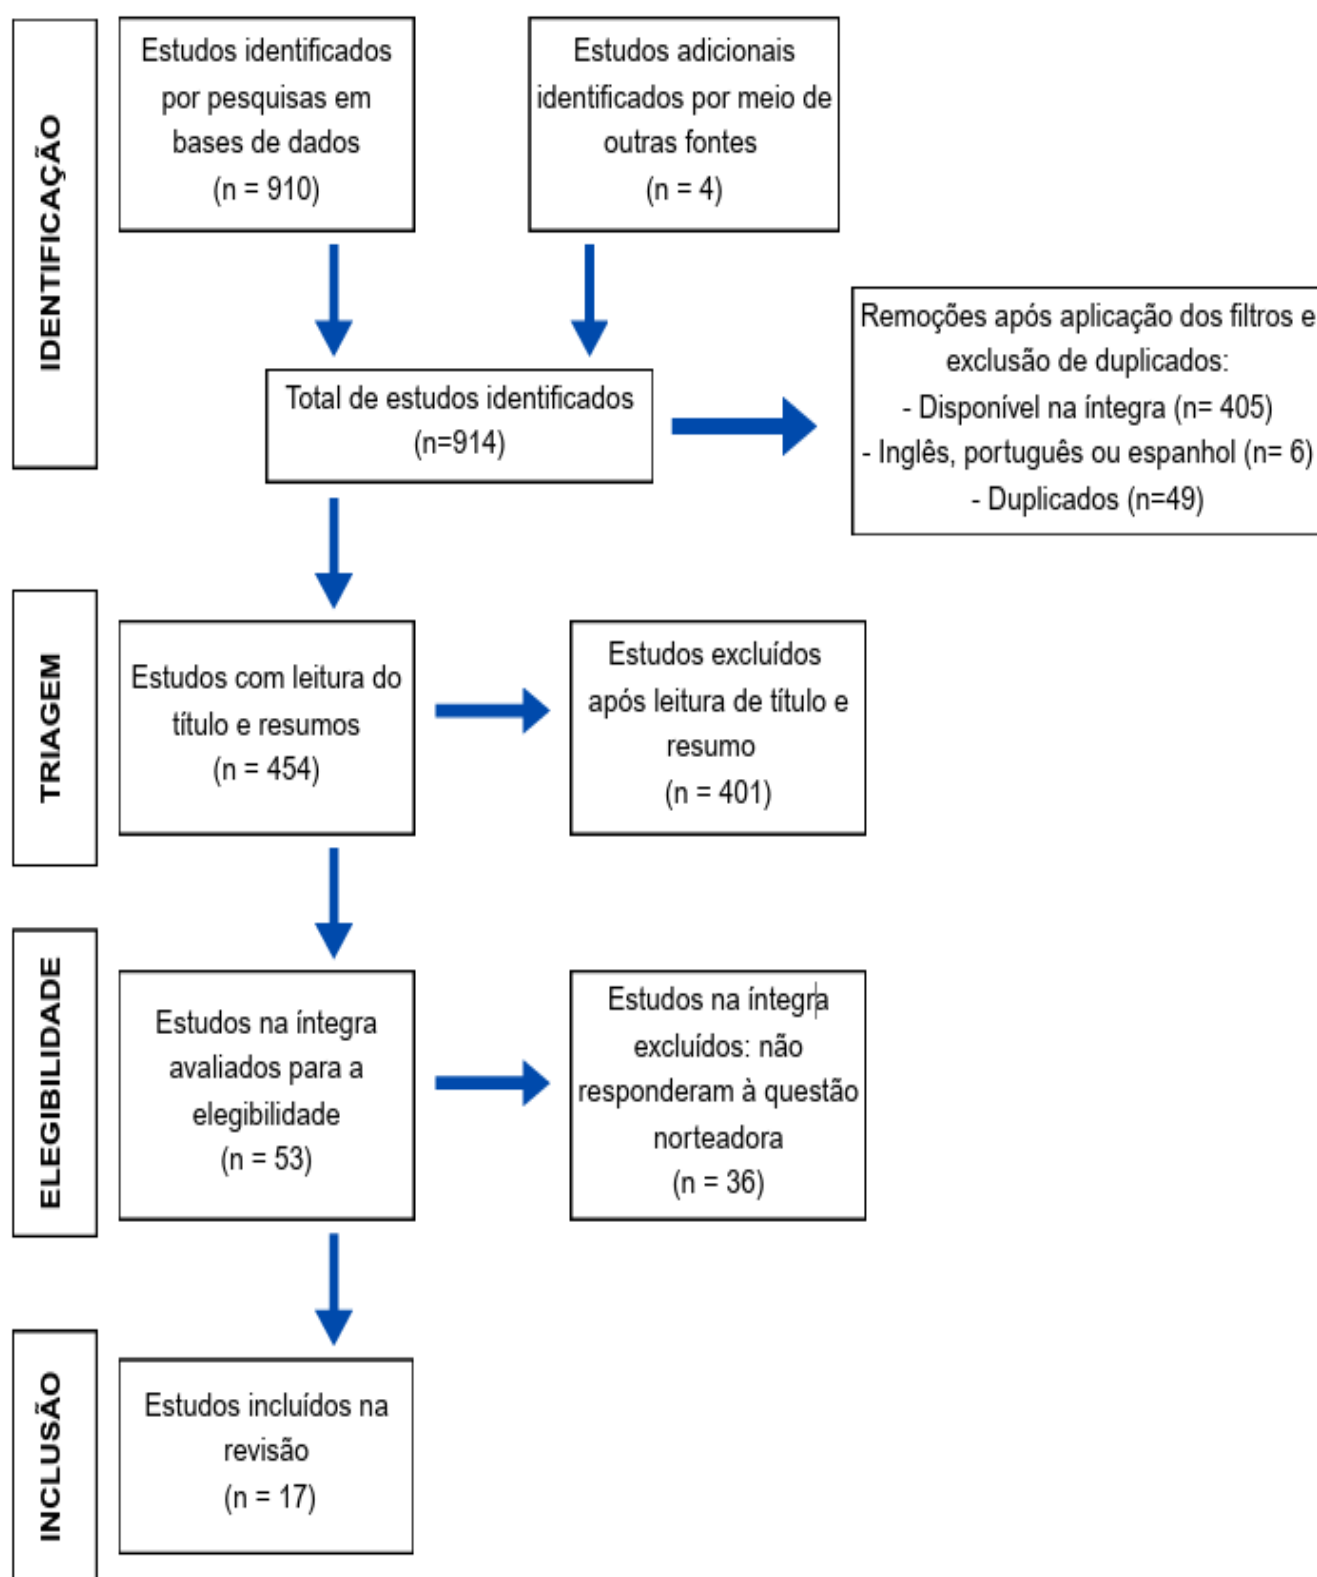 IDENTIFICAÇÃO
Estudos identificados
por pesquisas em
bases de dados
(n = 910)
Estudos adicionais
identificados por meio de
outras fontes
(n = 4)
Total de estudos identificados
(n=914)
Remoções após aplicação dos filtros e
exclusão de duplicados:
- Disponível na íntegra (n= 405)
- Inglês, português ou espanhol (n= 6)
- Duplicados (n=49)
TRIAGEM
Estudos com leitura do
título e resumos
(n = 454)
Estudos excluídos
após leitura de título e
resumo
(n = 401)
ELEGIBILIDADE
Estudos na íntegra
avaliados para a
elegibilidade
(n = 53)
Estudos na íntegra
excluídos: não
responderam à questão
norteadora
(n = 36)
INCLUSÃO
Estudos incluídos na
revisão
(n = 17)